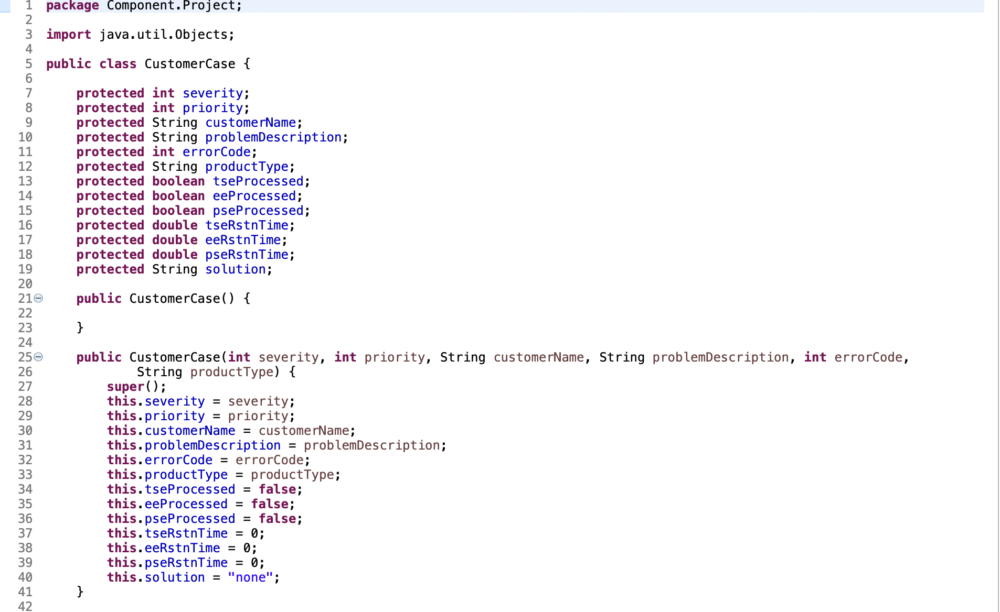 1 package Component.Project;
2
3 import java.util.Objects;
4
5 public class CustomerCase {
6
7 protected int severity;
8 protected int priority;
9 protected String customerName;
10 protected String problemDescription;
11 protected int errorCode;
12 protected String productType;
13 protected boolean tseProcessed;
14 protected boolean eeProcessed;
15 protected boolean pseProcessed;
16 protected double tseRstnTime;
17 protected double eeRstnTime;
18 protected double pseRstnTime;
19 protected String solution;
20
21 public CustomerCase() {
22
23 }
24
25 public CustomerCase(int severity, int priority, String customerName, String problemDescription, int errorCode,
26 String productType) {
27 super();
28 this.severity = severity;
29 this.priority = priority;
30 this.customerName = customerName;
31 this.problemDescription = problemDescription;
32 this.errorCode = errorCode;
33 this.productType = productType;
34 this.tseProcessed = false;
35 this.eeProcessed = false;
36 this.pseProcessed = false;
37 this.tseRstnTime = 0;
38 this.eeRstnTime = 0;
39 this.pseRstnTime = 0;
40 this.solution = "none";
41 }
42